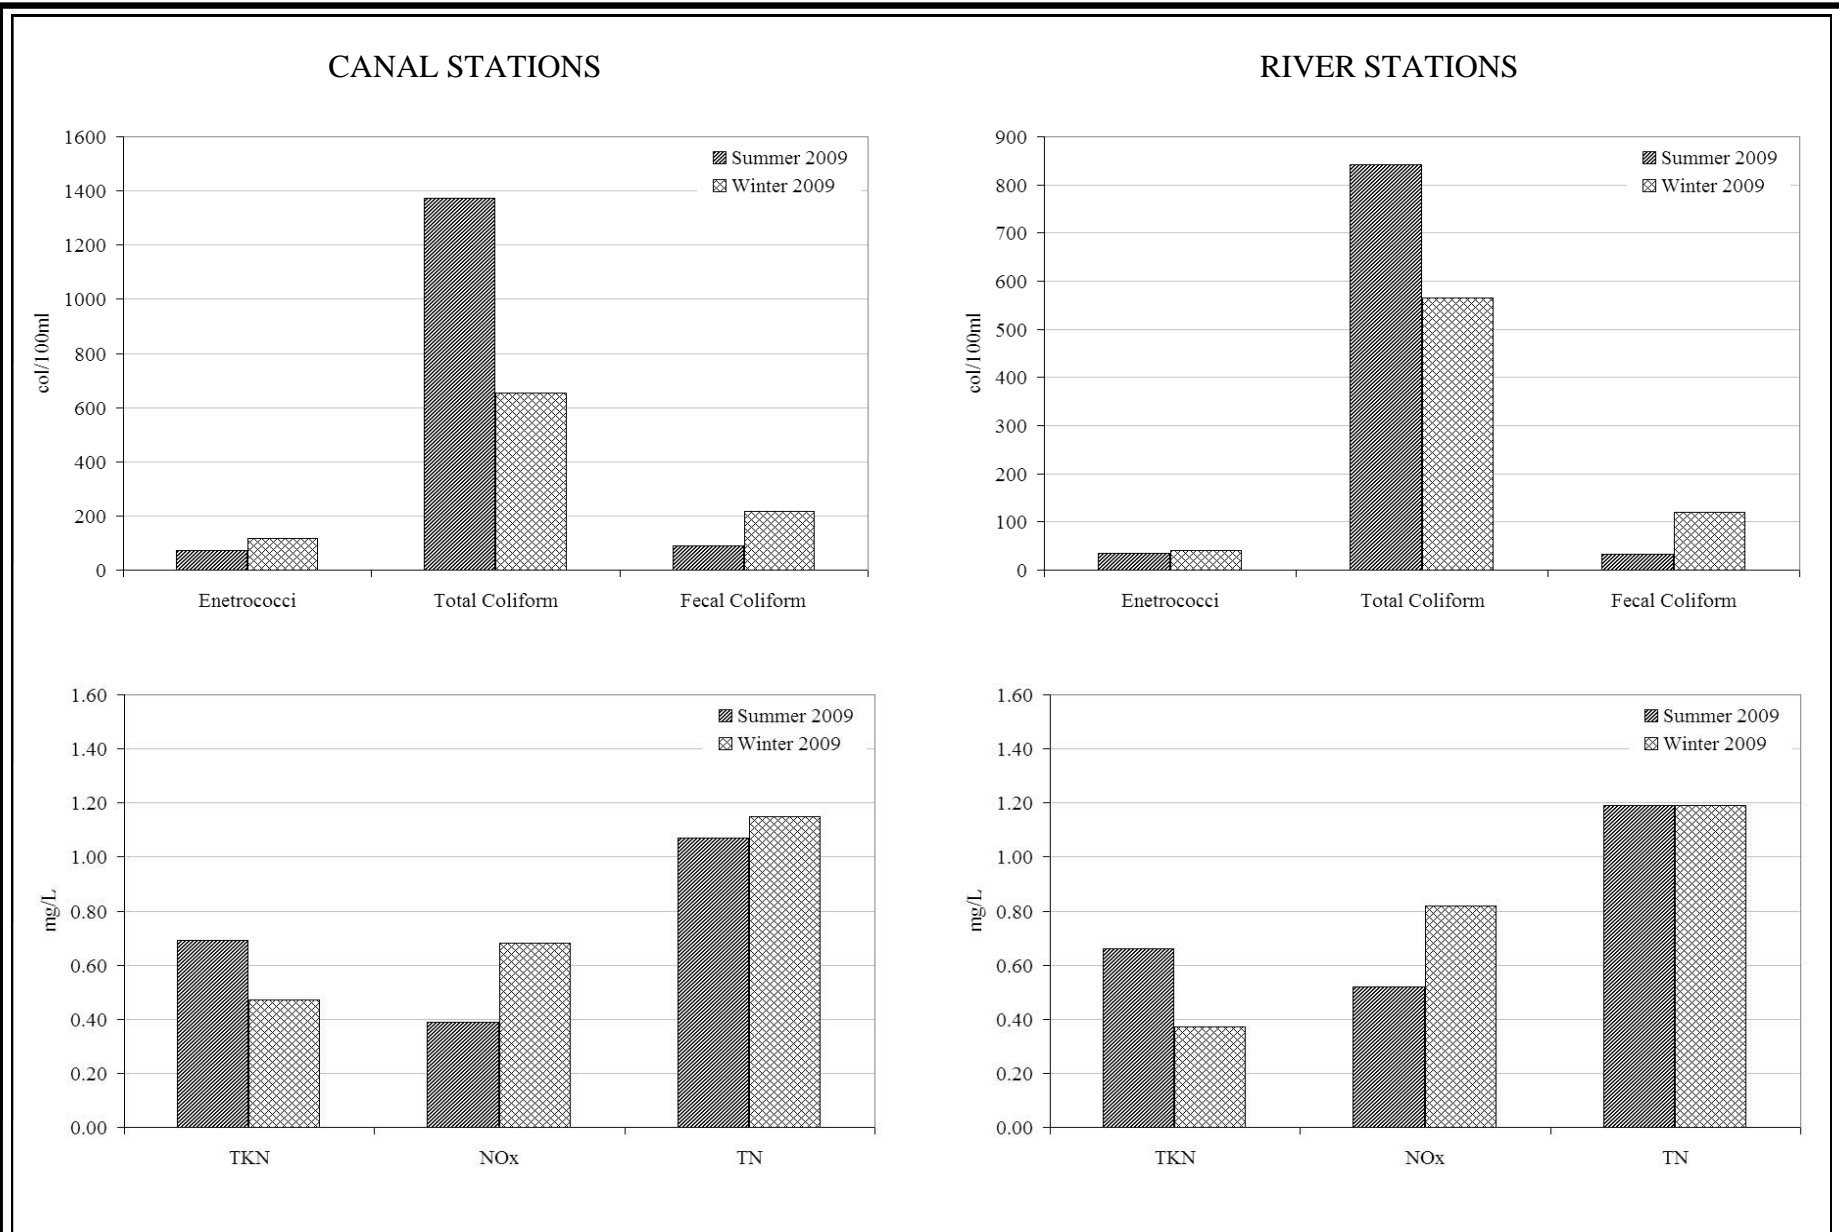 CANAL STATIONS
RIVER STATIONS
1600
1400
1200
1000
800
600
400
200
0
col/100ml
Summer 2009
Winter 2009
Enetrococci Total Coliform Fecal Coliform
900
800
700
600
500
400
300
200
100
0
col/100ml
Summer 2009
Winter 2009
Enetrococci Total Coliform Fecal Coliform
1.60
1.40
1.20
1.00
0.80
0.60
0.40
0.20
0.00
mg/L
Summer 2009
Winter 2009
TKN NOx TN
1.60
1.40
1.20
1.00
0.80
0.60
0.40
0.20
0.00
mg/L
Summer 2009
Winter 2009
TKN NOx TN